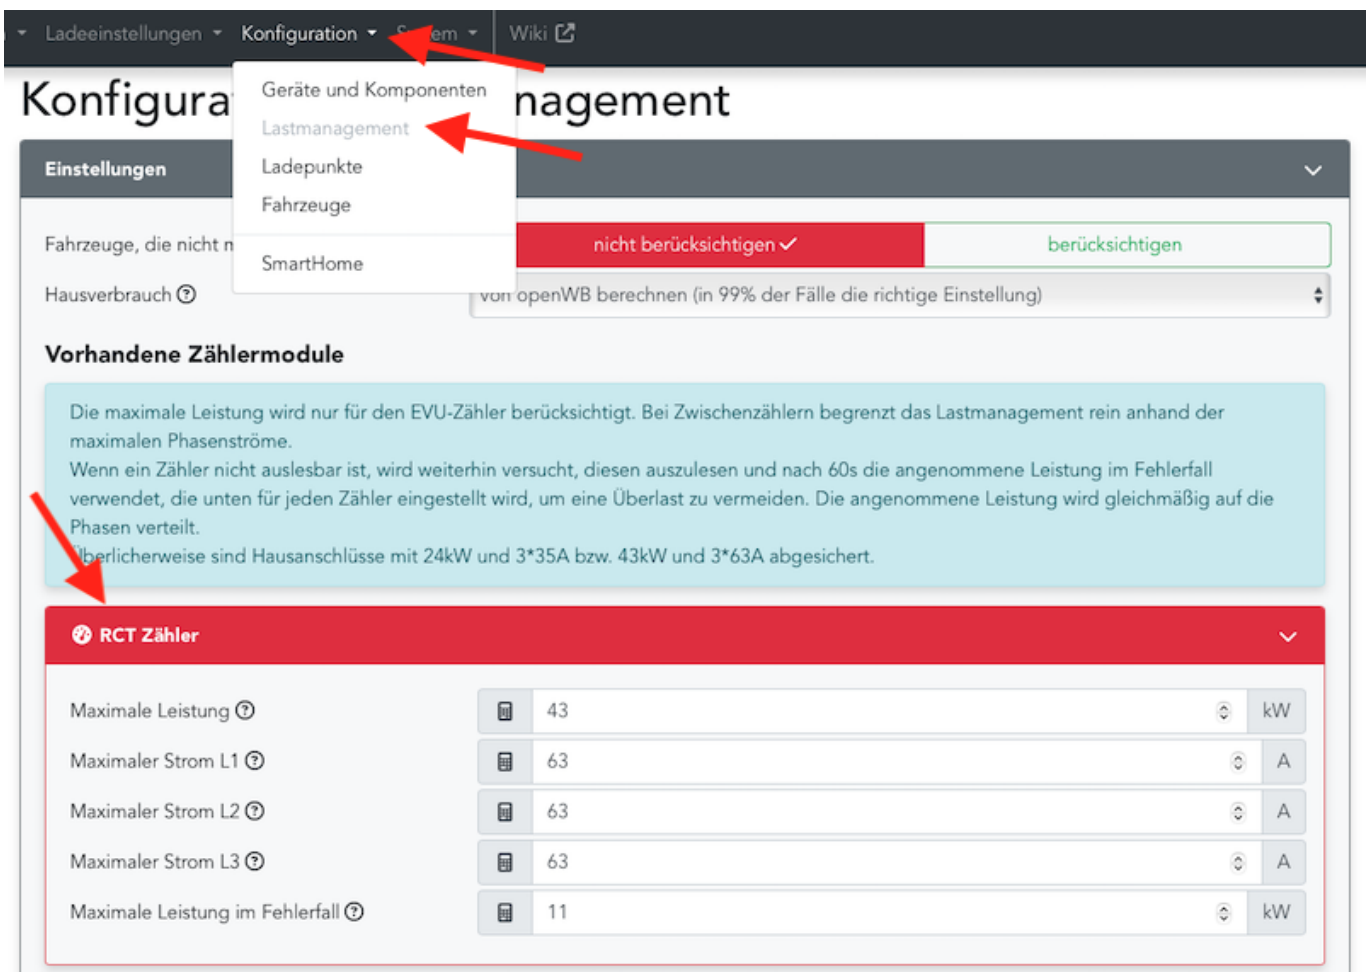 Ladeeinstellungen Konfiguration Wiki
Geräte und Komponenten
Lastmanagement
Ladepunkte
Fahrzeuge
SmartHome
Konfigura nagement
Einstellungen
Fahrzeuge, die nicht nicht berücksichtigen berücksichtigen
Hausverbrauch von openWB berechnen (in 99% der Fälle die richtige Einstellung)
Vorhandene Zählermodule
Die maximale Leistung wird nur für den EVU-Zähler berücksichtigt. Bei Zwischenzählern begrenzt das Lastmanagement rein anhand der
maximalen Phasenströme.
Wenn ein Zähler nicht auslesbar ist, wird weiterhin versucht, diesen auszulesen und nach 60s die angenommene Leistung im Fehlerfall
verwendet, die unten für jeden Zähler eingestellt wird, um eine Überlast zu vermeiden. Die angenommene Leistung wird gleichmäßig auf die
Phasen verteilt.
Überlicherweise sind Hausanschlüsse mit 24kW und 3*35A bzw. 43kW und 3*63A abgesichert.
RCT Zähler
Maximale Leistung 43 kW
Maximaler Strom L1 63 A
Maximaler Strom L2 63 A
Maximaler Strom L3 63 A
Maximale Leistung im Fehlerfall 11 kW